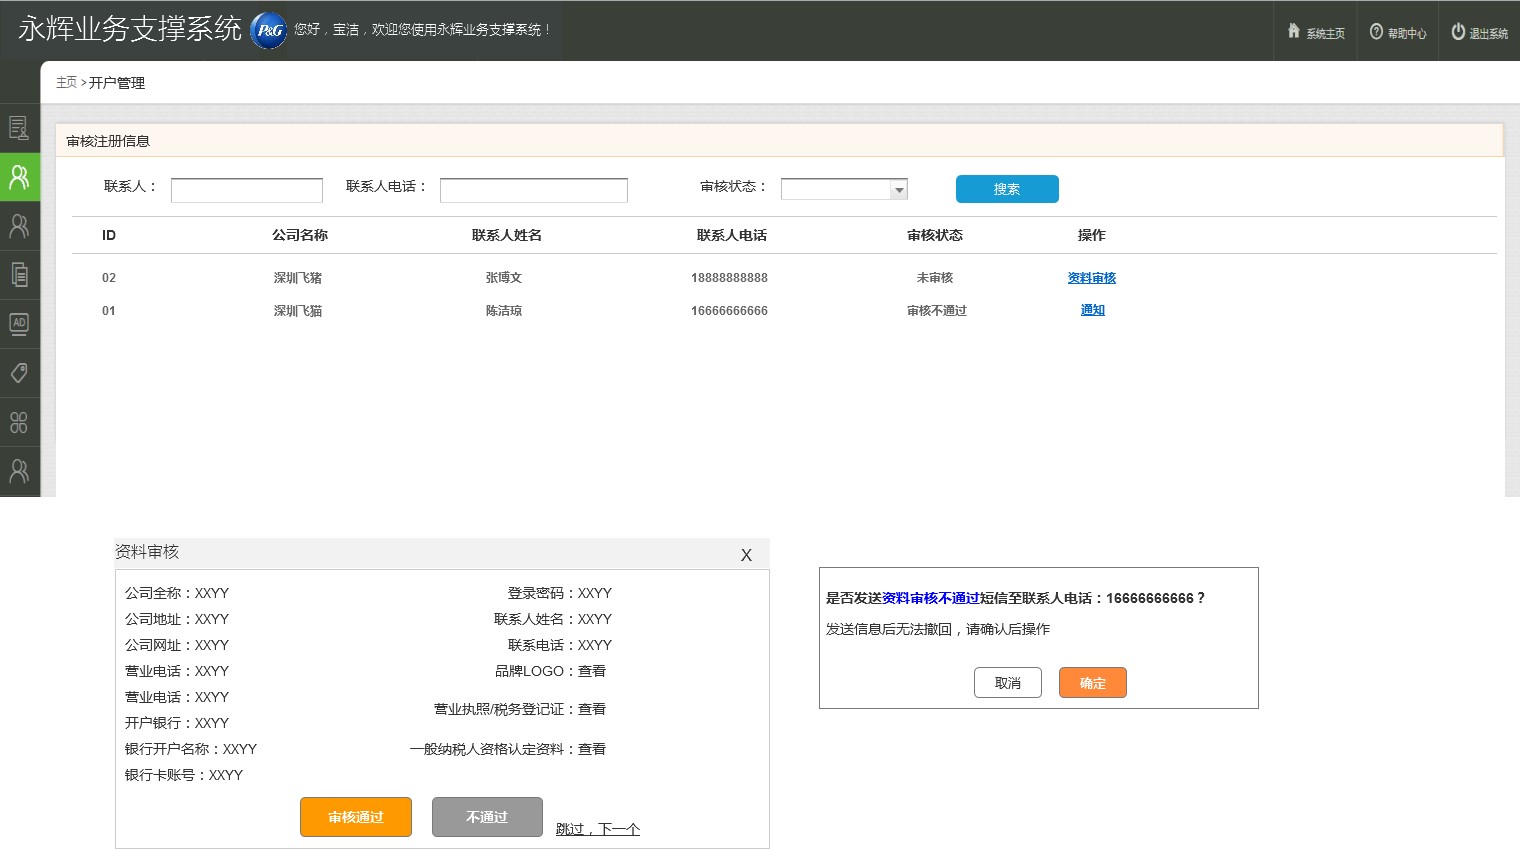 永辉业务支撑系统 P&G 您好，宝洁，欢迎您使用永辉业务支撑系统！ 系统主页 帮助中心 退出系统
主页 > 开户管理
审核注册信息
联系人： 联系人电话： 审核状态： 搜索
ID 公司名称 联系人姓名 联系人电话 审核状态 操作
02 深圳飞猪 张博文 18888888888 未审核 资料审核
01 深圳飞猫 陈洁琼 16666666666 审核不通过 通知
AD
资料审核 X
公司全称：XXYY 登录密码：XXYY
公司地址：XXYY 联系人姓名：XXYY
公司网址：XXYY 联系电话：XXYY
营业电话：XXYY 品牌LOGO：查看
营业电话：XXYY 营业执照/税务登记证：查看
开户银行：XXYY
银行开户名称：XXYY 一般纳税人资格认定资料：查看
银行卡账号：XXYY
审核通过 不通过 跳过，下一个
是否发送资料审核不通过短信至联系人电话：16666666666？
发送信息后无法撤回，请确认后操作
取消 确定